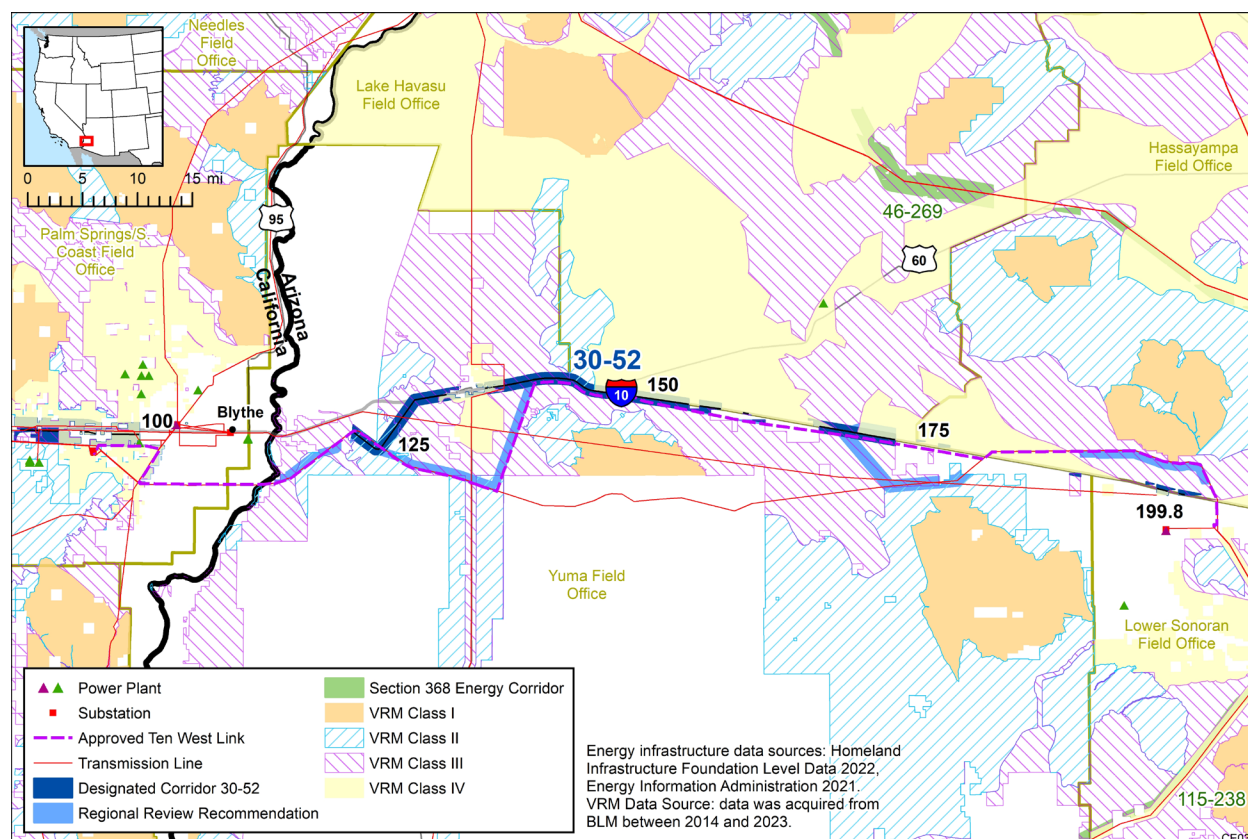 Needles
Field
Office
Lake Havasu
Field Office
0 5 10 15 mi
95
Palm Springs/S.
Coast Field
Office
Arizona
California
Hassayampa
Field Office
46-269
60
30-52
10
150
100
Blythe
125
175
199.8
Yuma Field
Office
Lower Sonoran
Field Office
115-238
Power Plant
Substation
Approved Ten West Link
Transmission Line
Designated Corridor 30-52
Regional Review Recommendation
Section 368 Energy Corridor
VRM Class I
VRM Class II
VRM Class III
VRM Class IV
Energy infrastructure data sources: Homeland
Infrastructure Foundation Level Data 2022,
Energy Information Administration 2021.
VRM Data Source: data was acquired from
BLM between 2014 and 2023.